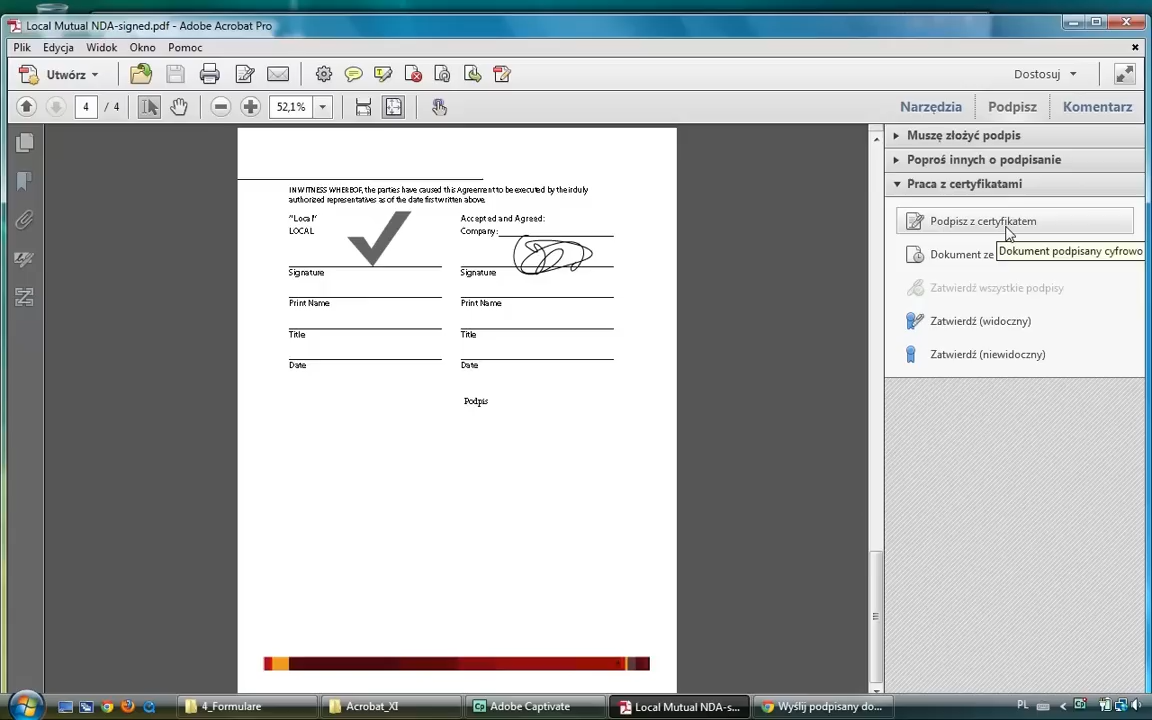 Local Mutual NDA-signed.pdf - Adobe Acrobat Pro
Plik Edycja Widok Okno Pomoc
Utwórz Dostosuj
4 / 4 52,1% Narzędzia Podpis Komentarz
Muszę złożyć podpis
Poproś innych o podpisanie
Praca z certyfikatami
Podpisz z certyfikatem
Dokument podpisany cyfrowo
Dokument ze
Zatwierdź wszystkie podpisy
Zatwierdź (widoczny)
Zatwierdź (niewidoczny)
IN WITNESS WHEREOF, the parties have caused this Agreement to be executed by their duly
authorized representatives as of the date first written above.
"Local" Accepted and Agreed:
LOCAL Company:
Signature Signature
Print Name Print Name
Title Title
Date Date
Podpis
4_Formulare Acrobat_XI Adobe Captivate Local Mutual NDA-s... Wyślij podpisany do... PL